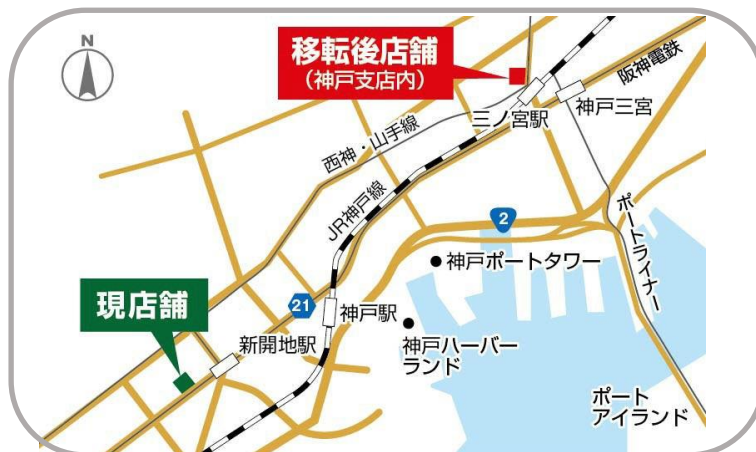 N
移転後店舗
(神戸支店内)
阪神電鉄
三ノ宮駅
神戸三宮
西神・山手線
JR神戸線
ポートライナー
2
神戸ポートタワー
現店舗
21
神戸駅
新開地駅
神戸ハーバー
ランド
ポート
アイランド